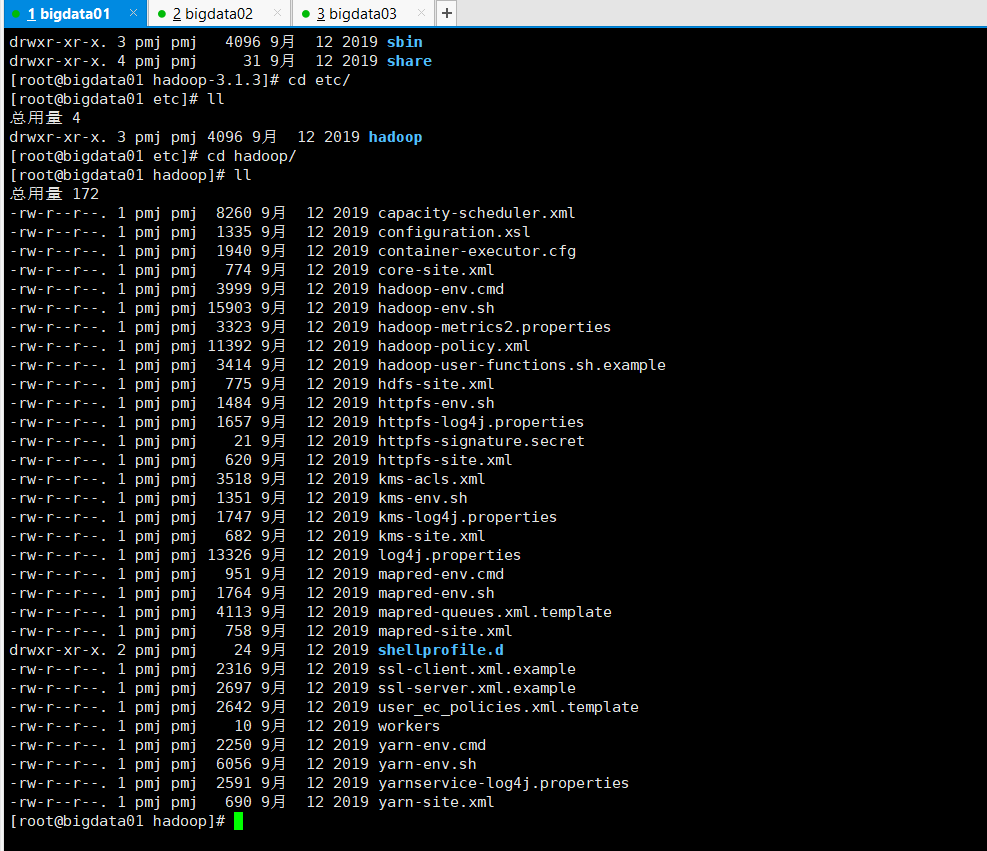 1 bigdata01 × 2 bigdata02 × 3 bigdata03 × +
drwxr-xr-x. 3 pmj pmj   4096 9月  12 2019 sbin
drwxr-xr-x. 4 pmj pmj     31 9月  12 2019 share
[root@bigdata01 hadoop-3.1.3]# cd etc/
[root@bigdata01 etc]# ll
总用量 4
drwxr-xr-x. 3 pmj pmj 4096 9月  12 2019 hadoop
[root@bigdata01 etc]# cd hadoop/
[root@bigdata01 hadoop]# ll
总用量 172
-rw-r--r--. 1 pmj pmj  8260 9月  12 2019 capacity-scheduler.xml
-rw-r--r--. 1 pmj pmj  1335 9月  12 2019 configuration.xsl
-rw-r--r--. 1 pmj pmj  1940 9月  12 2019 container-executor.cfg
-rw-r--r--. 1 pmj pmj   774 9月  12 2019 core-site.xml
-rw-r--r--. 1 pmj pmj  3999 9月  12 2019 hadoop-env.cmd
-rw-r--r--. 1 pmj pmj 15903 9月  12 2019 hadoop-env.sh
-rw-r--r--. 1 pmj pmj  3323 9月  12 2019 hadoop-metrics2.properties
-rw-r--r--. 1 pmj pmj 11392 9月  12 2019 hadoop-policy.xml
-rw-r--r--. 1 pmj pmj  3414 9月  12 2019 hadoop-user-functions.sh.example
-rw-r--r--. 1 pmj pmj   775 9月  12 2019 hdfs-site.xml
-rw-r--r--. 1 pmj pmj  1484 9月  12 2019 httpfs-env.sh
-rw-r--r--. 1 pmj pmj  1657 9月  12 2019 httpfs-log4j.properties
-rw-r--r--. 1 pmj pmj    21 9月  12 2019 httpfs-signature.secret
-rw-r--r--. 1 pmj pmj   620 9月  12 2019 httpfs-site.xml
-rw-r--r--. 1 pmj pmj  3518 9月  12 2019 kms-acls.xml
-rw-r--r--. 1 pmj pmj  1351 9月  12 2019 kms-env.sh
-rw-r--r--. 1 pmj pmj  1747 9月  12 2019 kms-log4j.properties
-rw-r--r--. 1 pmj pmj   682 9月  12 2019 kms-site.xml
-rw-r--r--. 1 pmj pmj 13326 9月  12 2019 log4j.properties
-rw-r--r--. 1 pmj pmj   951 9月  12 2019 mapred-env.cmd
-rw-r--r--. 1 pmj pmj  1764 9月  12 2019 mapred-env.sh
-rw-r--r--. 1 pmj pmj  4113 9月  12 2019 mapred-queues.xml.template
-rw-r--r--. 1 pmj pmj   758 9月  12 2019 mapred-site.xml
drwxr-xr-x. 2 pmj pmj    24 9月  12 2019 shellprofile.d
-rw-r--r--. 1 pmj pmj  2316 9月  12 2019 ssl-client.xml.example
-rw-r--r--. 1 pmj pmj  2697 9月  12 2019 ssl-server.xml.example
-rw-r--r--. 1 pmj pmj  2642 9月  12 2019 user_ec_policies.xml.template
-rw-r--r--. 1 pmj pmj    10 9月  12 2019 workers
-rw-r--r--. 1 pmj pmj  2250 9月  12 2019 yarn-env.cmd
-rw-r--r--. 1 pmj pmj  6056 9月  12 2019 yarn-env.sh
-rw-r--r--. 1 pmj pmj  2591 9月  12 2019 yarnservice-log4j.properties
-rw-r--r--. 1 pmj pmj   690 9月  12 2019 yarn-site.xml
[root@bigdata01 hadoop]#